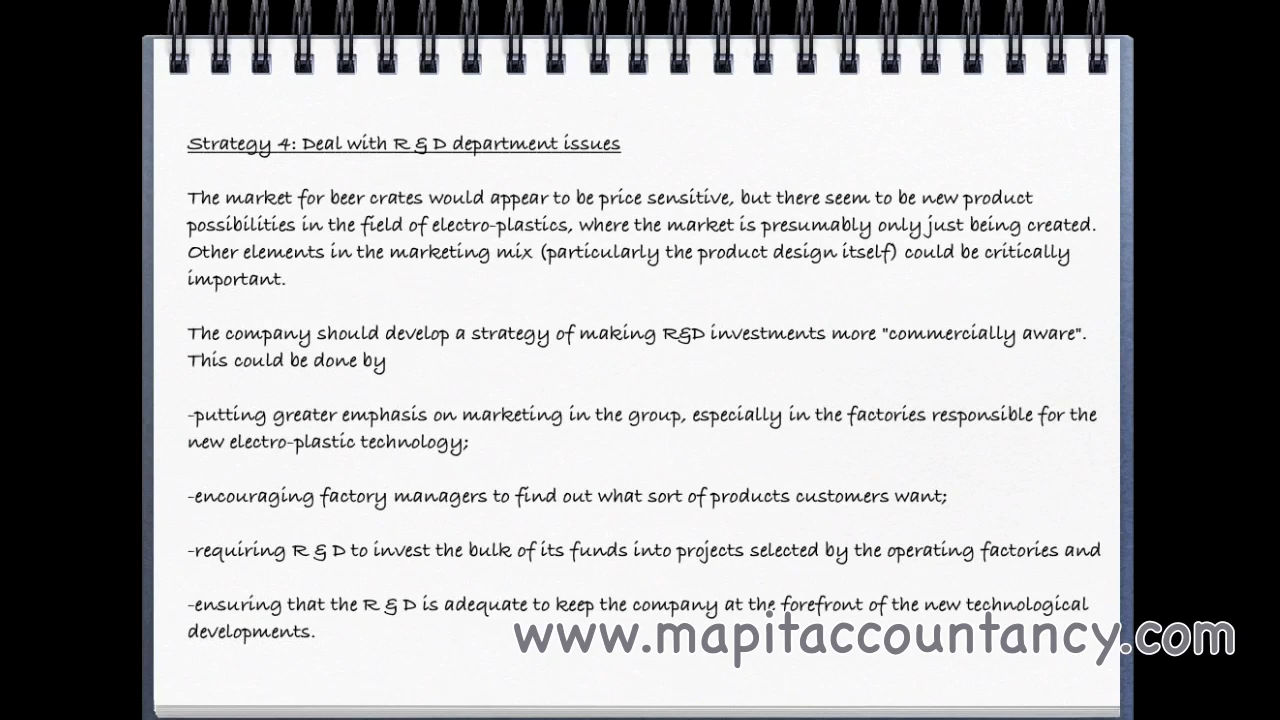 Strategy 4: Deal with R & D department issues
The market for beer crates would appear to be price sensitive, but there seem to be new product
possibilities in the field of electro-plastics, where the market is presumably only just being created.
Other elements in the marketing mix (particularly the product design itself) could be critically
important.
The company should develop a strategy of making R&D investments more "commercially aware".
This could be done by
-putting greater emphasis on marketing in the group, especially in the factories responsible for the
new electro-plastic technology;
-encouraging factory managers to find out what sort of products customers want;
-requiring R & D to invest the bulk of its funds into projects selected by the operating factories and
-ensuring that the R & D is adequate to keep the company at the forefront of the new technological
developments.
www.mapitaccountancy.com